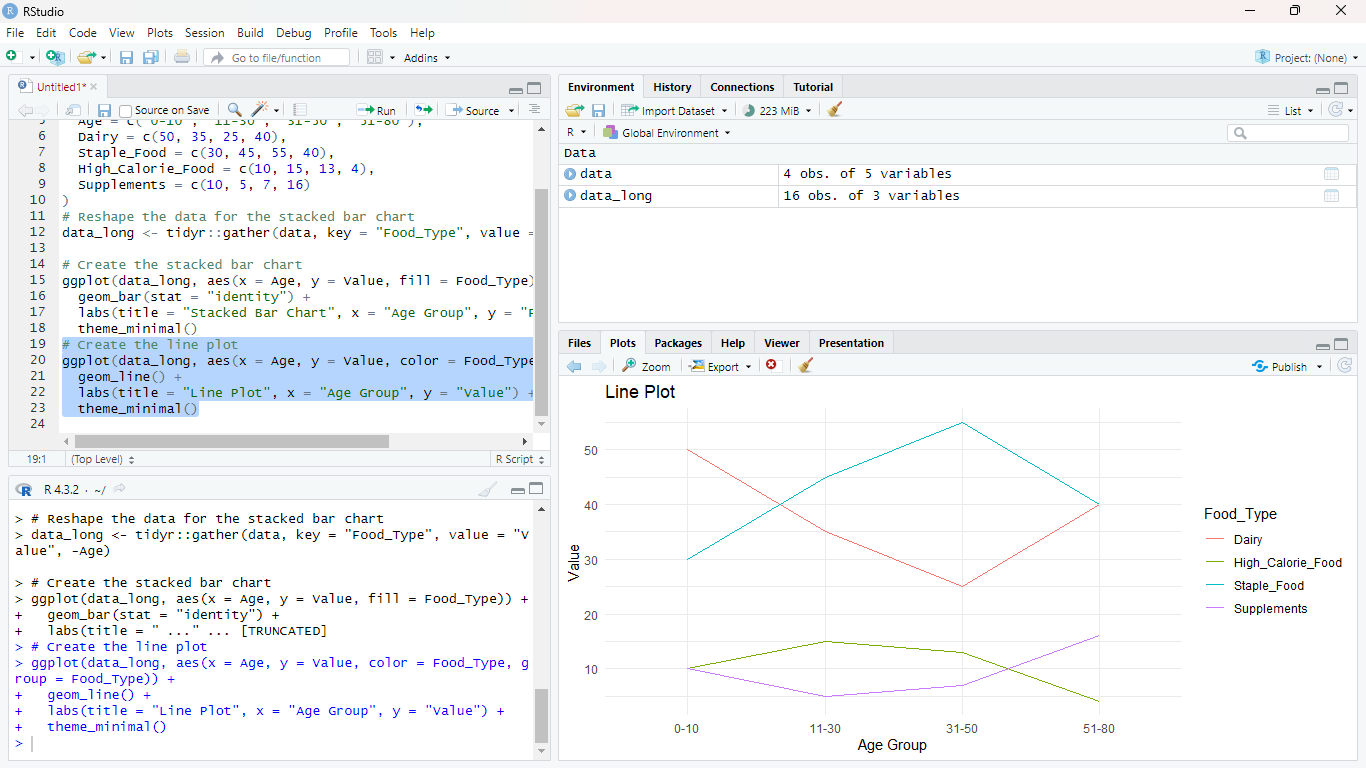 RStudio
File Edit Code View Plots Session Build Debug Profile Tools Help
Go to file/function Addins Project: (None)
Untitled1*
Source on Save Run Source
6 Dairy = c(50, 35, 25, 40),
7 Staple_Food = c(30, 45, 55, 40),
8 High_Calorie_Food = c(10, 15, 13, 4),
9 Supplements = c(10, 5, 7, 16)
10 )
11 # Reshape the data for the stacked bar chart
12 data_long <- tidyr::gather(data, key = "Food_Type", value =
13
14 # Create the stacked bar chart
15 ggplot(data_long, aes(x = Age, y = Value, fill = Food_Type)
16 geom_bar(stat = "identity") +
17 labs(title = "Stacked Bar Chart", x = "Age Group", y = "F
18 theme_minimal()
19 # Create the line plot
20 ggplot(data_long, aes(x = Age, y = Value, color = Food_Type
21 geom_line() +
22 labs(title = "Line Plot", x = "Age Group", y = "Value") +
23 theme_minimal()
24
19:1 (Top Level) R Script
R 4.3.2 · ~/
> # Reshape the data for the stacked bar chart
> data_long <- tidyr::gather(data, key = "Food_Type", value = "V
alue", -Age)
> # Create the stacked bar chart
> ggplot(data_long, aes(x = Age, y = Value, fill = Food_Type)) +
+ geom_bar(stat = "identity") +
+ labs(title = " ..." ... [TRUNCATED]
> # Create the line plot
> ggplot(data_long, aes(x = Age, y = Value, color = Food_Type, g
roup = Food_Type)) +
+ geom_line() +
+ labs(title = "Line Plot", x = "Age Group", y = "Value") +
+ theme_minimal()
>
Environment History Connections Tutorial
Import Dataset 223 MiB List
R Global Environment
Data
data 4 obs. of 5 variables
data_long 16 obs. of 3 variables
Files Plots Packages Help Viewer Presentation
Zoom Export Publish
Line Plot
50
40
30
20
10
Value
0-10 11-30 31-50 51-80
Age Group
Food_Type
Dairy
High_Calorie_Food
Staple_Food
Supplements